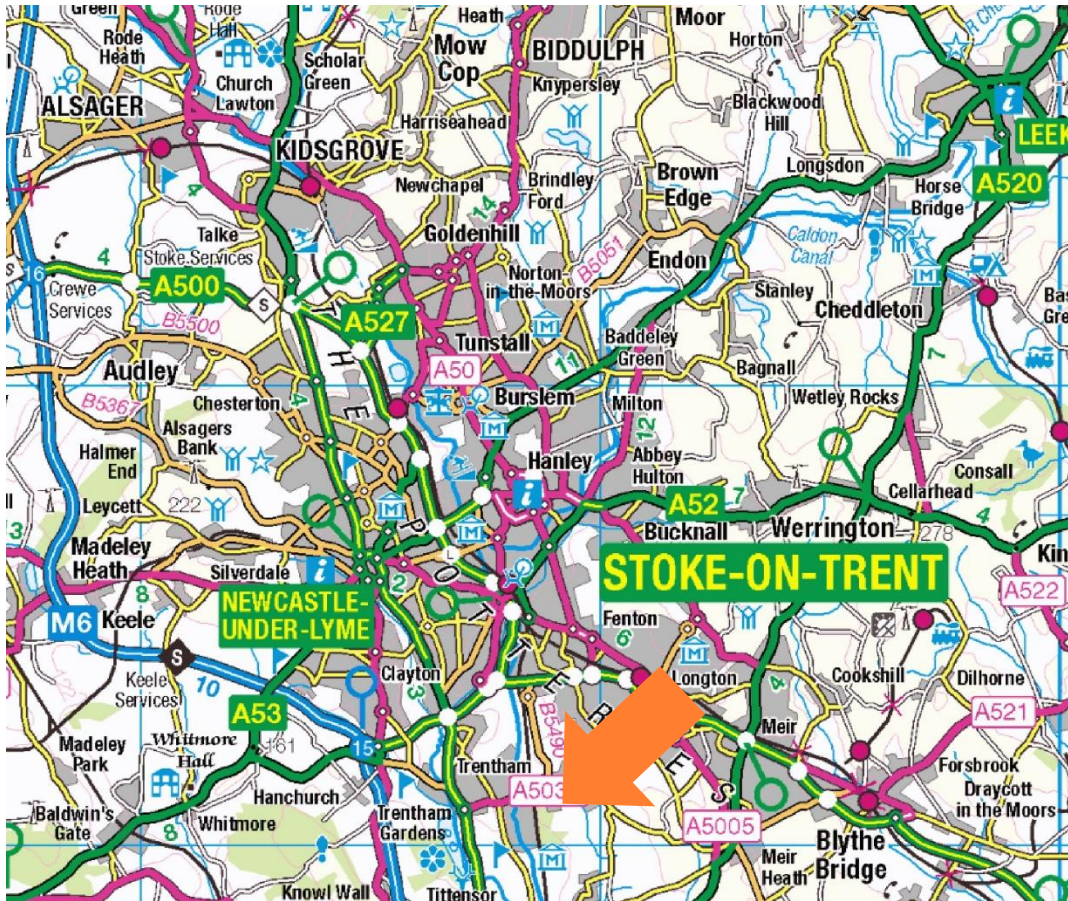 Green
Rode
Hall
Heath
Moor
Rode
Heath
Scholar
Green
Mow
Cop
BIDDULPH
Horton
Church
Lawton
Knypersley
ALSAGER
Harriseahead
Blackwood
Hill
i
LEEK
KIDSGROVE
Longsdon
4
Newchapel
Brindley
Ford
Brown
Edge
Horse
Bridge
A520
14
Talke
Goldenhill
B5051
Caldon
Canal
4
Stoke Services
Endon
16
Norton-
in-the-Moors
Stanley
Crewe
Services
A500
S
Cheddleton
B5500
A527
T
H
E
Tunstall
Baddeley
Green
7
Audley
A50
11
Bagnall
B5367
Chesterton
4
Burslem
Milton
Wetley Rocks
Alsagers
Bank
M
12
Halmer
End
Hanley
Abbey
Hulton
Consall
Leycett
222
i
A52
7
Cellarhead
M
P
O
T
T
E
R
I
E
S
M
Bucknall
Werrington
278
4
Madeley
Heath
L
Silverdale
i
2
STOKE-ON-TRENT
8
NEWCASTLE-
UNDER-LYME
A522
M6
Keele
Fenton
6
M
S
Clayton
Longton
Cookshill
Dilhorne
Keele
Services
10
3
4
A53
B5490
Meir
A521
Madeley
Park
Whitmore
Hall
161
15
Trentham
Forsbrook
Hanchurch
Draycott
in the Moors
Baldwin's
Gate
8
Whitmore
Trentham
Gardens
A5005
Blythe
Bridge
M
Meir
Heath
Knowl Wall
Tittensor